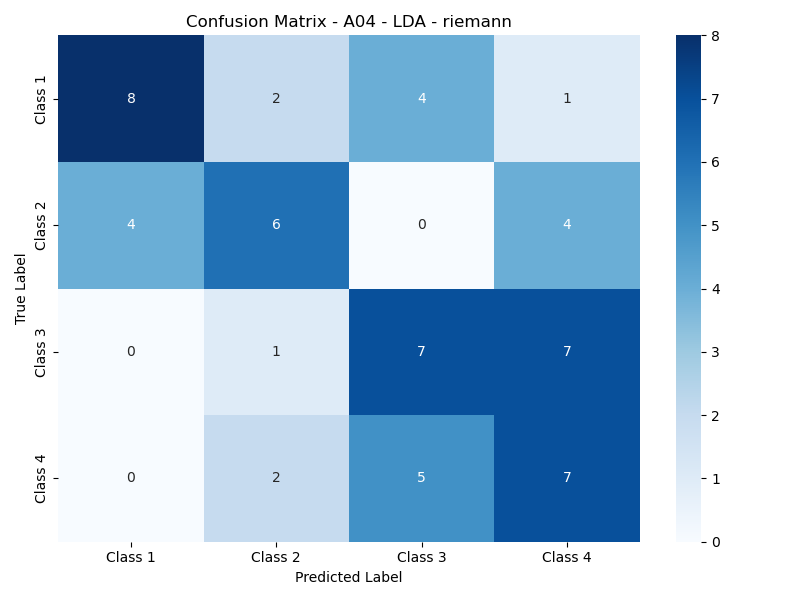 Confusion Matrix - A04 - LDA - riemann
True Label
Class 1
8 2 4 1
Class 2
4 6 0 4
Class 3
0 1 7 7
Class 4
0 2 5 7
Class 1 Class 2 Class 3 Class 4
Predicted Label
8
7
6
5
4
3
2
1
0